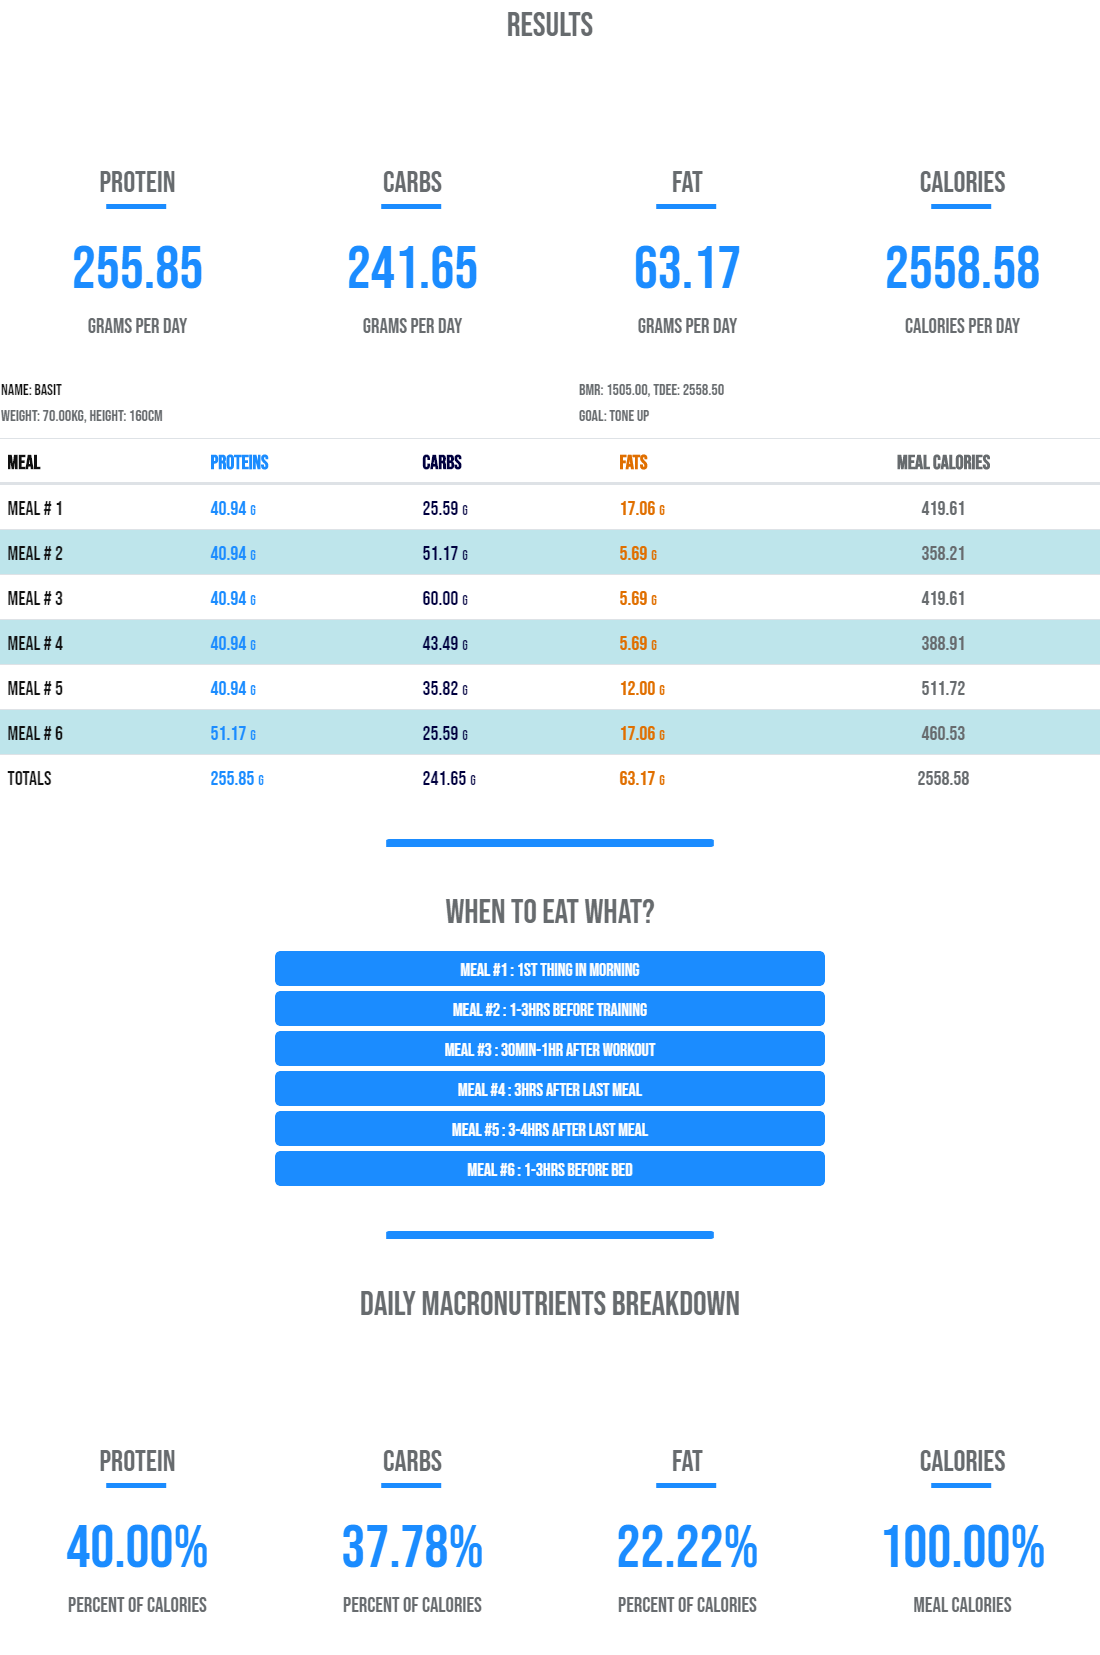 RESULTS
PROTEIN CARBS FAT CALORIES
255.85 241.65 63.17 2558.58
GRAMS PER DAY GRAMS PER DAY GRAMS PER DAY CALORIES PER DAY
NAME: BASIT BMR: 1505.00, TDEE: 2558.50
WEIGHT: 70.00KG, HEIGHT: 160CM GOAL: TONE UP
MEAL PROTEINS CARBS FATS MEAL CALORIES
MEAL # 1 40.94 G 25.59 G 17.06 G 419.61
MEAL # 2 40.94 G 51.17 G 5.69 G 358.21
MEAL # 3 40.94 G 60.00 G 5.69 G 419.61
MEAL # 4 40.94 G 43.49 G 5.69 G 388.91
MEAL # 5 40.94 G 35.82 G 12.00 G 511.72
MEAL # 6 51.17 G 25.59 G 17.06 G 460.53
TOTALS 255.85 G 241.65 G 63.17 G 2558.58
WHEN TO EAT WHAT?
MEAL #1 : 1ST THING IN MORNING
MEAL #2 : 1-3HRS BEFORE TRAINING
MEAL #3 : 30MIN-1HR AFTER WORKOUT
MEAL #4 : 3HRS AFTER LAST MEAL
MEAL #5 : 3-4HRS AFTER LAST MEAL
MEAL #6 : 1-3HRS BEFORE BED
DAILY MACRONUTRIENTS BREAKDOWN
PROTEIN CARBS FAT CALORIES
40.00% 37.78% 22.22% 100.00%
PERCENT OF CALORIES PERCENT OF CALORIES PERCENT OF CALORIES MEAL CALORIES